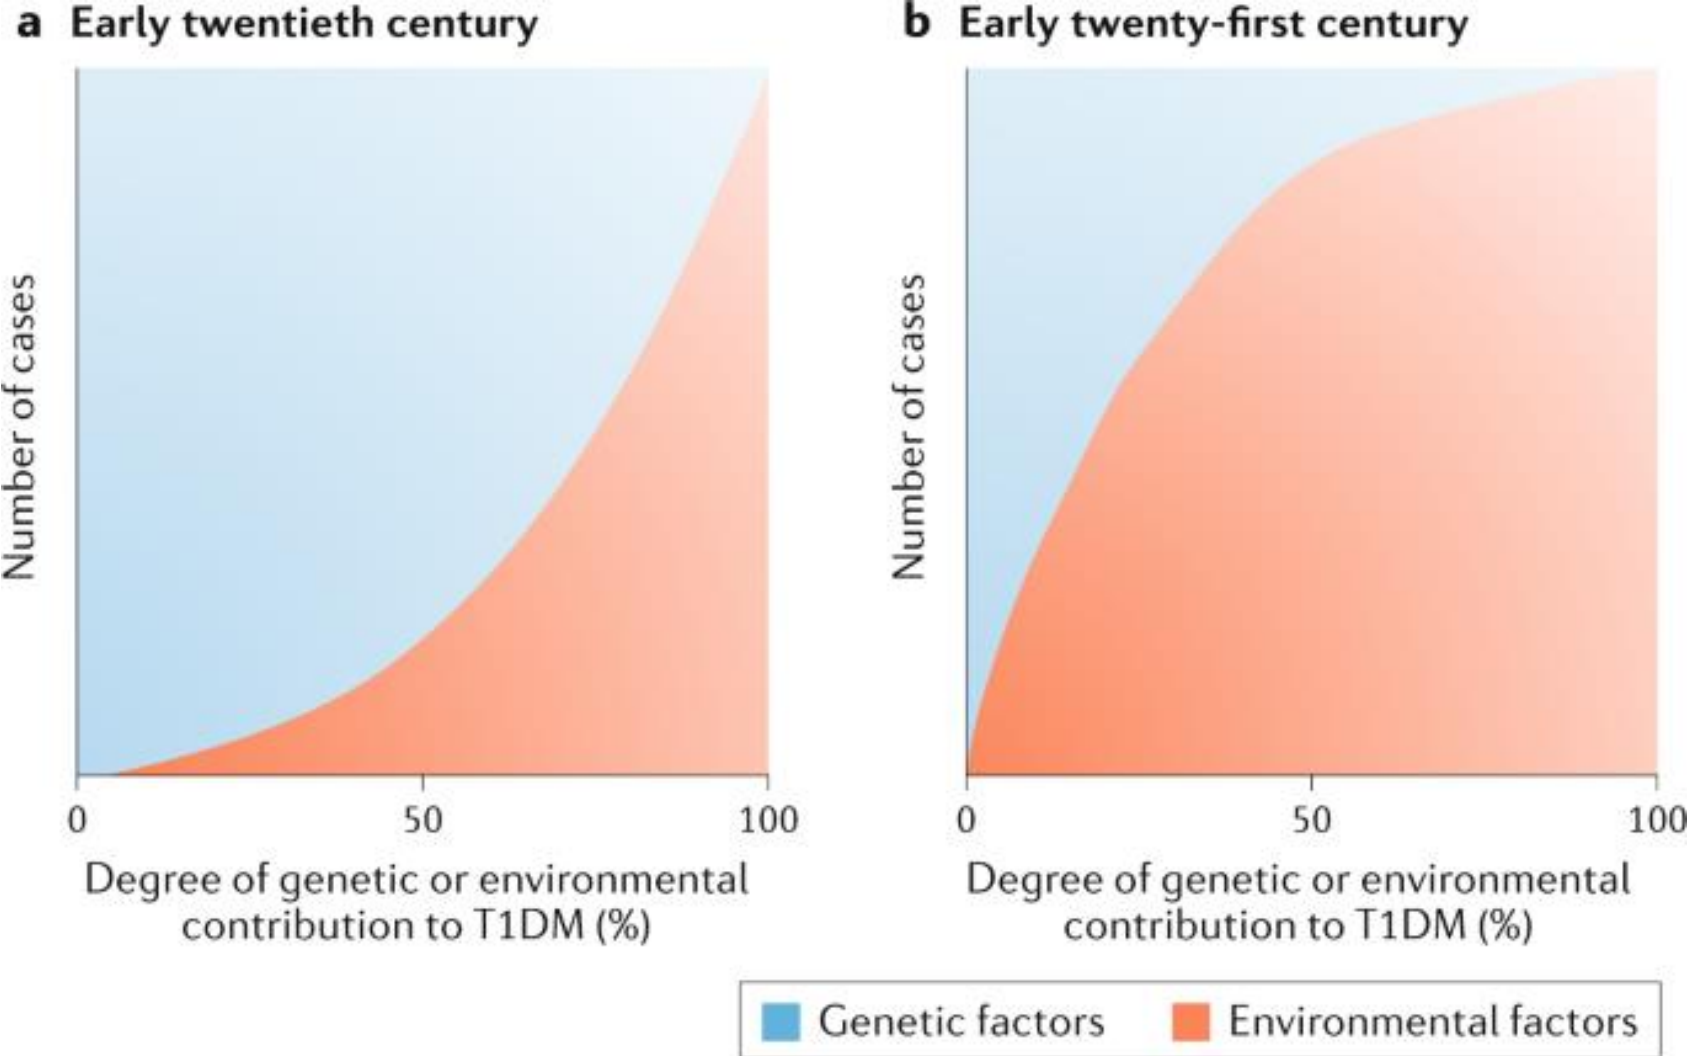 a Early twentieth century
Number of cases
0 50 100
Degree of genetic or environmental
contribution to T1DM (%)
b Early twenty-first century
Number of cases
0 50 100
Degree of genetic or environmental
contribution to T1DM (%)
Genetic factors
Environmental factors